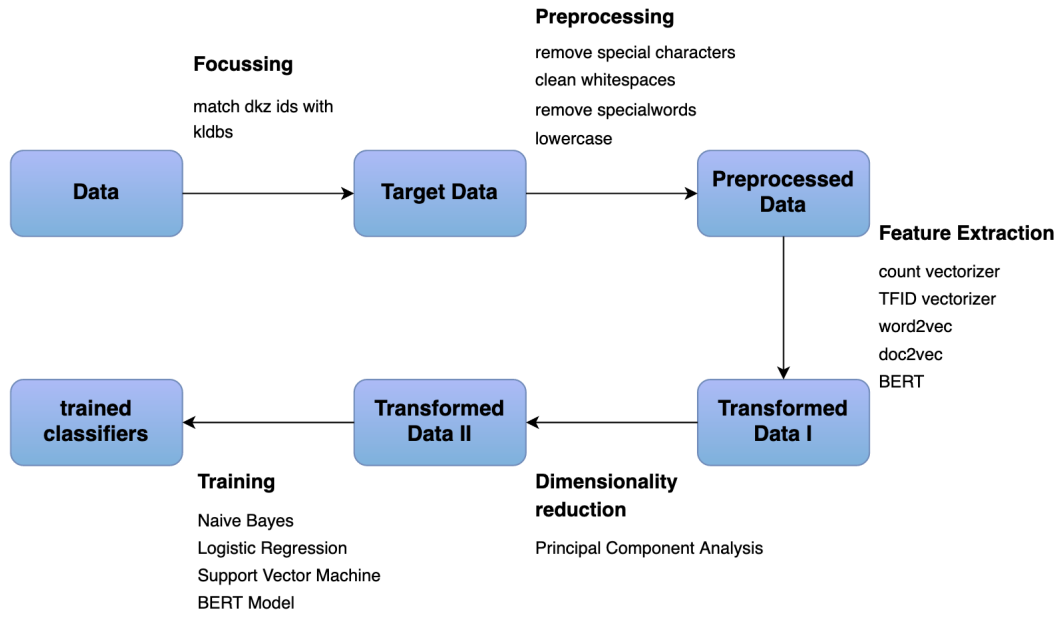 Preprocessing
remove special characters
clean whitespaces
remove specialwords
lowercase
Focussing
match dkz ids with
kldbs
Data
Target Data
Preprocessed
Data
Feature Extraction
count vectorizer
TFID vectorizer
word2vec
doc2vec
BERT
trained
classifiers
Transformed
Data II
Transformed
Data I
Training
Naive Bayes
Logistic Regression
Support Vector Machine
BERT Model
Dimensionality
reduction
Principal Component Analysis